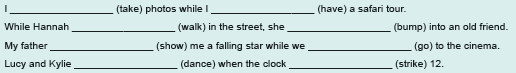 I ____________________ (take) photos while I ____________________ (have) a safari tour.
While Hannah ____________________ (walk) in the street, she ____________________ (bump) into an old friend.
My father ____________________ (show) me a falling star while we ____________________ (go) to the cinema.
Lucy and Kylie ____________________ (dance) when the clock ____________________ (strike) 12.